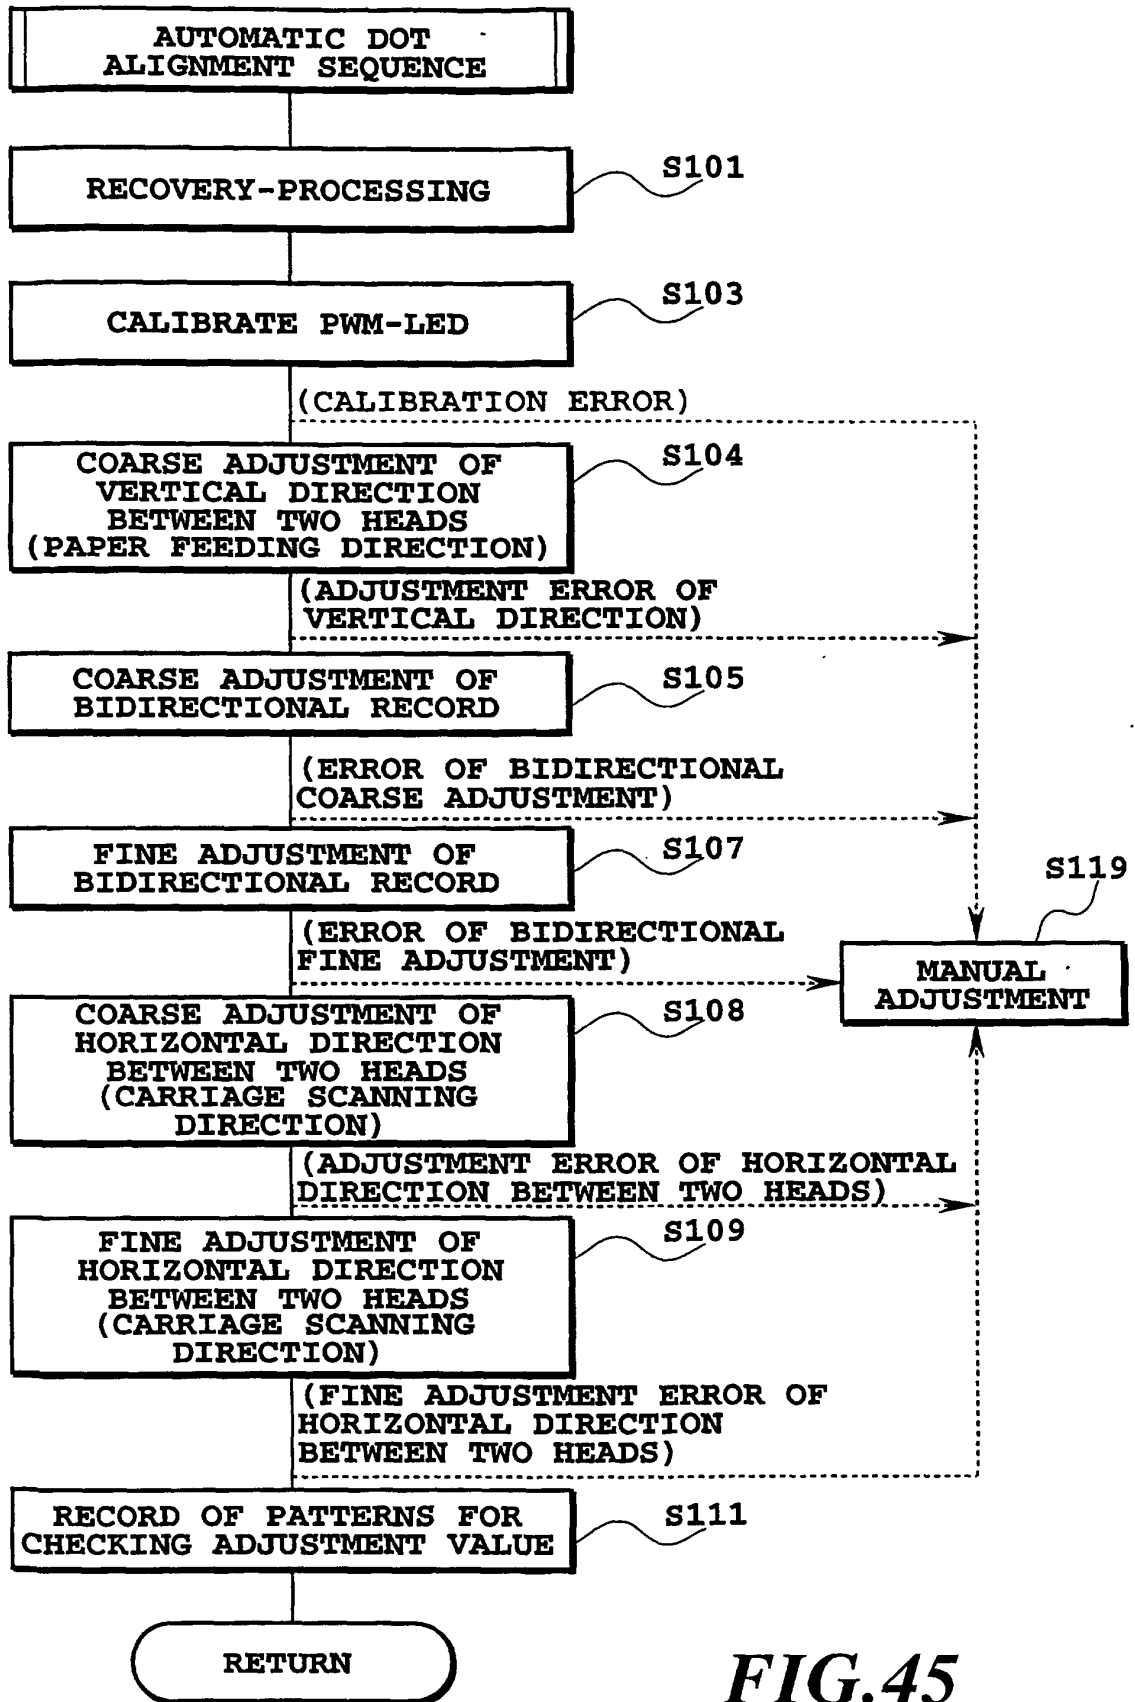 AUTOMATIC DOT
ALIGNMENT SEQUENCE
RECOVERY-PROCESSING
S101
CALIBRATE PWM-LED
S103
(CALIBRATION ERROR)
COARSE ADJUSTMENT OF
VERTICAL DIRECTION
BETWEEN TWO HEADS
(PAPER FEEDING DIRECTION)
S104
(ADJUSTMENT ERROR OF
VERTICAL DIRECTION)
COARSE ADJUSTMENT OF
BIDIRECTIONAL RECORD
S105
(ERROR OF BIDIRECTIONAL
COARSE ADJUSTMENT)
FINE ADJUSTMENT OF
BIDIRECTIONAL RECORD
S107
(ERROR OF BIDIRECTIONAL
FINE ADJUSTMENT)
S119
MANUAL
ADJUSTMENT
COARSE ADJUSTMENT OF
HORIZONTAL DIRECTION
BETWEEN TWO HEADS
(CARRIAGE SCANNING
DIRECTION)
S108
(ADJUSTMENT ERROR OF HORIZONTAL
DIRECTION BETWEEN TWO HEADS)
FINE ADJUSTMENT OF
HORIZONTAL DIRECTION
BETWEEN TWO HEADS
(CARRIAGE SCANNING
DIRECTION)
S109
(FINE ADJUSTMENT ERROR OF
HORIZONTAL DIRECTION
BETWEEN TWO HEADS)
RECORD OF PATTERNS FOR
CHECKING ADJUSTMENT VALUE
S111
RETURN
FIG.45